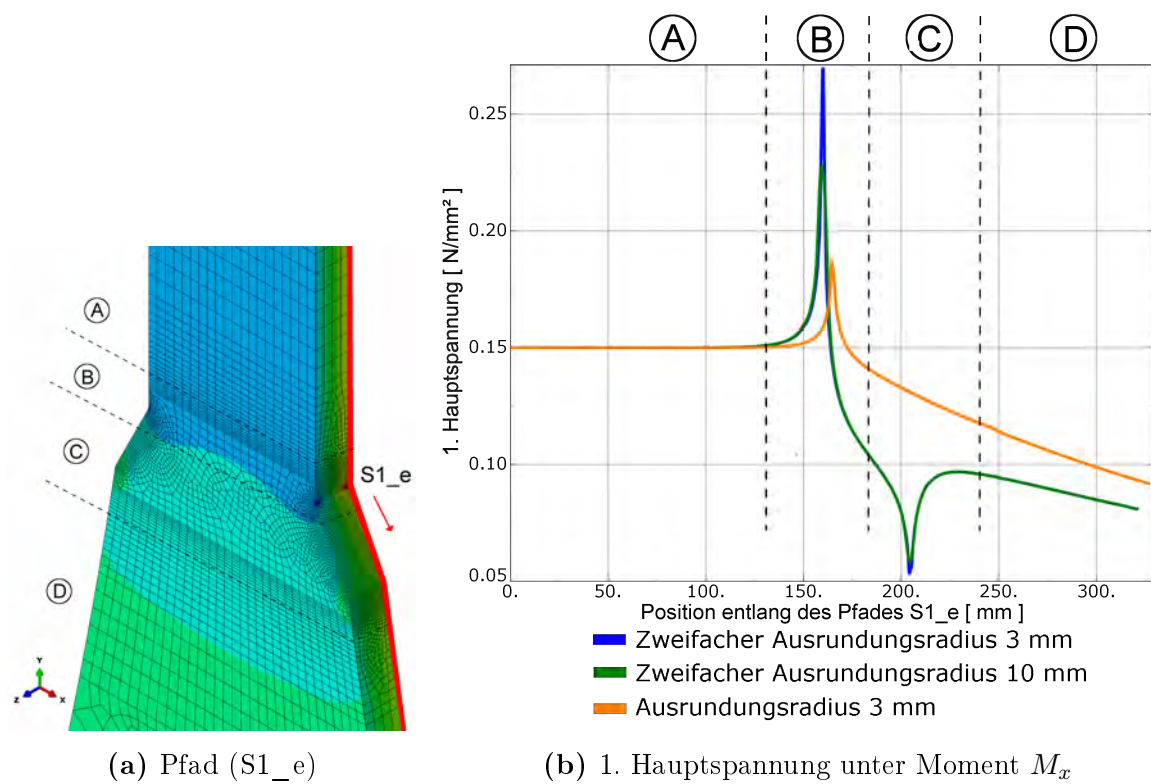 A
B
C
D
S1_e
Y
Z
X
(a) Pfad (S1_e)
A B C D
1. Hauptspannung [ N/mm² ]
0.25
0.20
0.15
0.10
0.05
0. 50. 100. 150. 200. 250. 300.
Position entlang des Pfades S1_e [ mm ]
Zweifacher Ausrundungsradius 3 mm
Zweifacher Ausrundungsradius 10 mm
Ausrundungsradius 3 mm
(b) 1. Hauptspannung unter Moment Mx